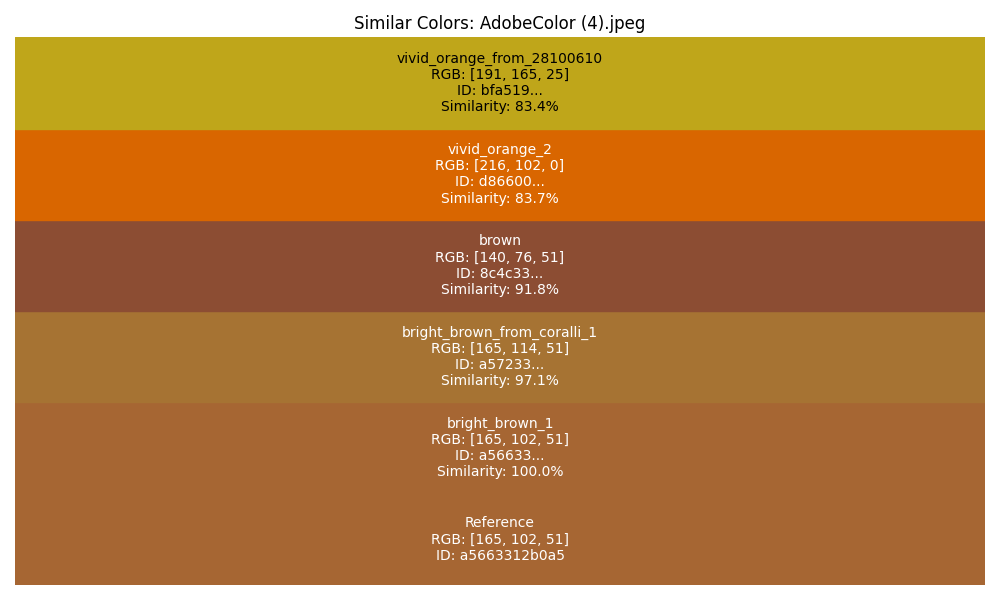 Similar Colors: AdobeColor (4).jpeg
vivid_orange_from_28100610
RGB: [191, 165, 25]
ID: bfa519...
Similarity: 83.4%
vivid_orange_2
RGB: [216, 102, 0]
ID: d86600...
Similarity: 83.7%
brown
RGB: [140, 76, 51]
ID: 8c4c33...
Similarity: 91.8%
bright_brown_from_coralli_1
RGB: [165, 114, 51]
ID: a57233...
Similarity: 97.1%
bright_brown_1
RGB: [165, 102, 51]
ID: a56633...
Similarity: 100.0%
Reference
RGB: [165, 102, 51]
ID: a5663312b0a5